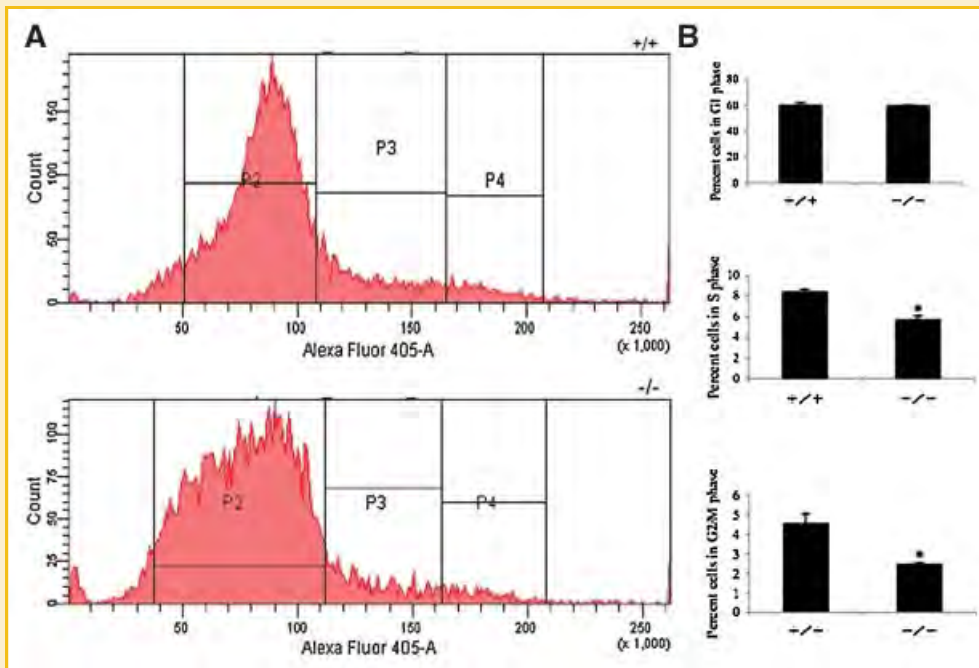 A
+/+
Count
150
100
50
0
P2
P3
P4
50
100
150
200
250
Alexa Fluor 405-A
(x 1,000)
-/-
Count
100
75
50
25
0
P2
P3
P4
50
100
150
200
250
Alexa Fluor 405-A
(x 1,000)
B
Percent cells in G1 phase
80
60
40
20
0
+/+
-/-
Percent cells in S phase
10
8
6
4
2
0
*
+/+
-/-
Percent cells in G2/M phase
6
5
4
3
2
1
0
*
-/-
-/-